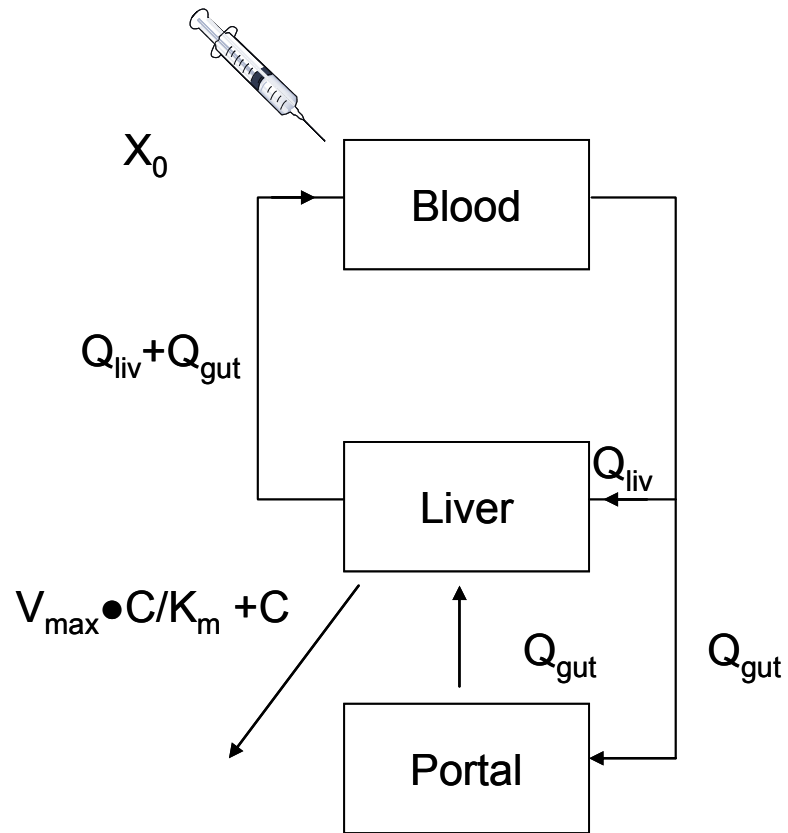 X₀
Blood
Qliv+Qgut
Qliv
Liver
Vmax●C/Km +C
Qgut
Qgut
Portal